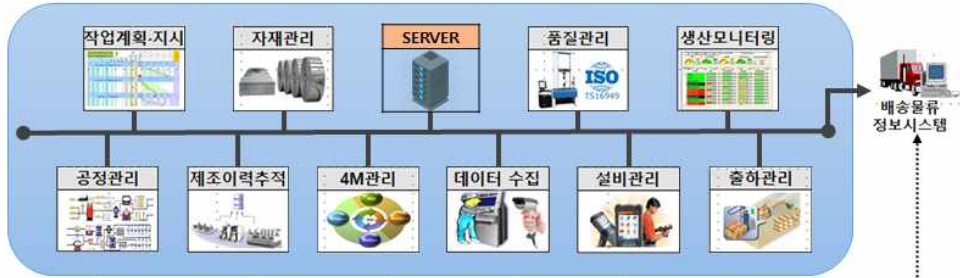 작업계획·지시
자재관리
SERVER
품질관리
생산모니터링
ISO
TS16949
배송물류
정보시스템
공정관리
제조이력추적
4M관리
데이터 수집
설비관리
출하관리